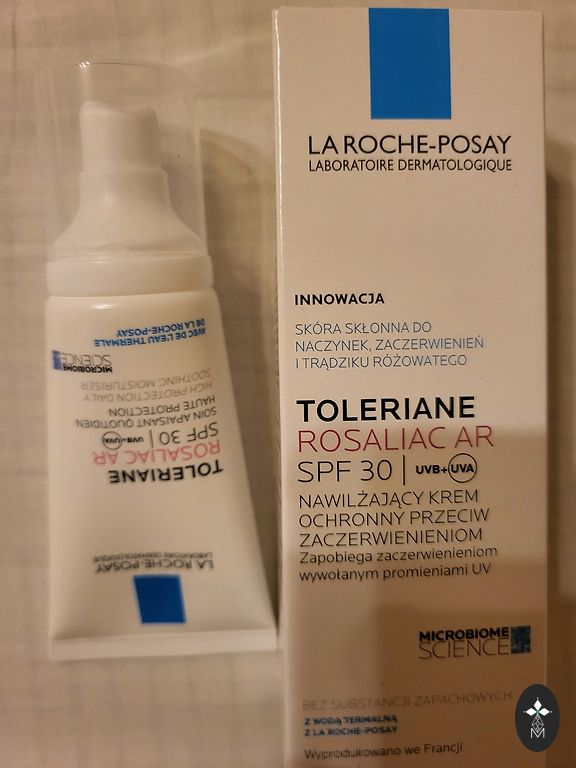 LA ROCHE-POSAY
LABORATOIRE DERMATOLOGIQUE
INNOWACJA
SKÓRA SKŁONNA DO
NACZYNEK, ZACZERWIENIEŃ
I TRĄDZIKU RÓŻOWATEGO
TOLERIANE
ROSALIAC AR
SPF 30 | UVB+UVA
NAWILŻAJĄCY KREM
OCHRONNY PRZECIW
ZACZERWIENIENIOM
Zapobiega zaczerwienieniom
wywołanym promieniami UV
MICROBIOME
SCIENCE
BEZ SUBSTANCJI ZAPACHOWYCH
Z WODĄ TERMALNĄ
Z LA ROCHE-POSAY
Wyprodukowano we Francji
LA ROCHE-POSAY
LABORATOIRE DERMATOLOGIQUE
TOLERIANE
ROSALIAC AR
SPF 30 | UVB+UVA
SOIN APAISANT QUOTIDIEN
HAUTE PROTECTION
HIGH PROTECTION DAILY
SOOTHING MOISTURISER
MICROBIOME
SCIENCE
AVEC DE L'EAU THERMALE
DE LA ROCHE-POSAY
M